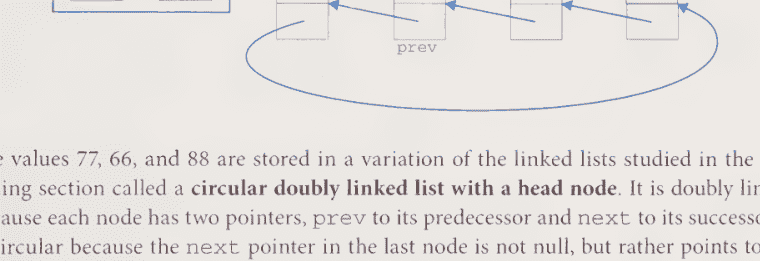 prev
e values 77, 66, and 88 are stored in a variation of the linked lists studied in the
ing section called a circular doubly linked list with a head node. It is doubly lin
ause each node has two pointers, prev to its predecessor and next to its successo
ircular because the next pointer in the last node is not null, but rather points to